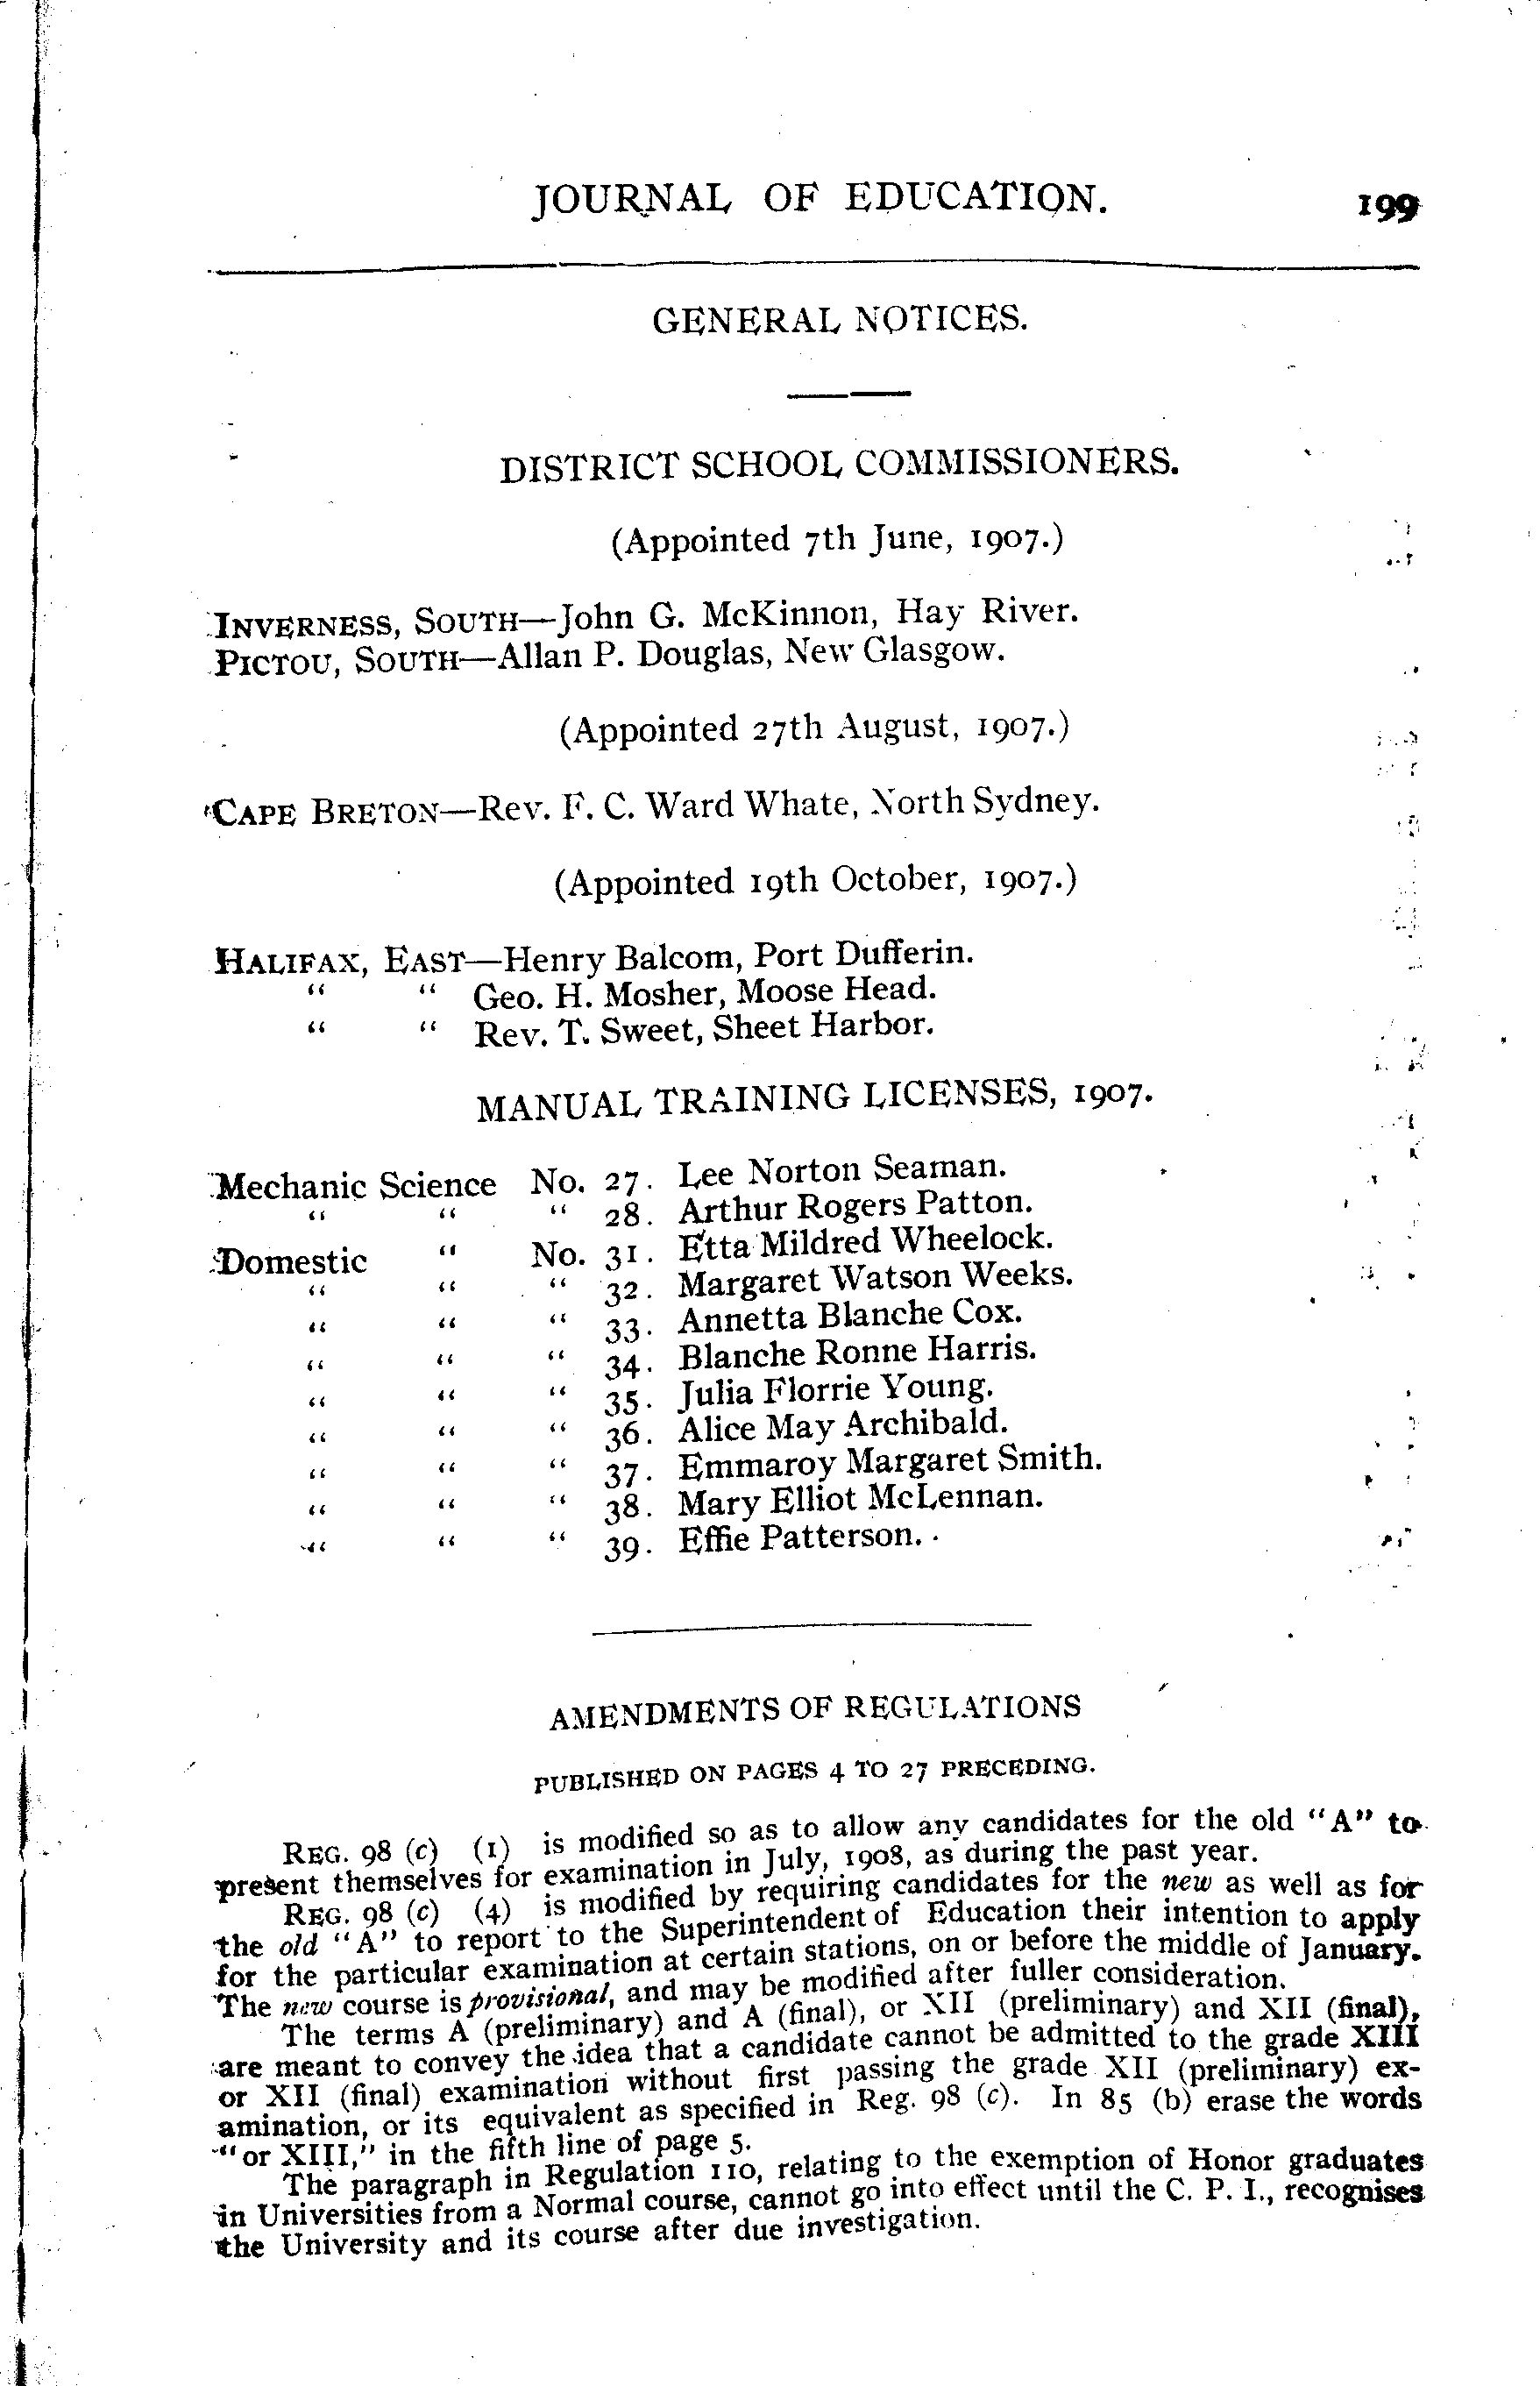 JOURNAL OF EDUCATION. 199
GENERAL NOTICES.
DISTRICT SCHOOL COMMISSIONERS.
(Appointed 7th June, 1907.)
INVERNESS, SOUTH—John G. McKinnon, Hay River.
PICTOU, SOUTH—Allan P. Douglas, New Glasgow.
(Appointed 27th August, 1907.)
CAPE BRETON—Rev. F. C. Ward Whate, North Sydney.
(Appointed 19th October, 1907.)
HALIFAX, EAST—Henry Balcom, Port Dufferin.
“ “ Geo. H. Mosher, Moose Head.
“ “ Rev. T. Sweet, Sheet Harbor.
MANUAL TRAINING LICENSES, 1907.
Mechanic Science No. 27. Lee Norton Seaman.
“ “ “ 28. Arthur Rogers Patton.
Domestic “ No. 31. Etta Mildred Wheelock.
“ “ “ 32. Margaret Watson Weeks.
“ “ “ 33. Annetta Blanche Cox.
“ “ “ 34. Blanche Ronne Harris.
“ “ “ 35. Julia Florrie Young.
“ “ “ 36. Alice May Archibald.
“ “ “ 37. Emmaroy Margaret Smith.
“ “ “ 38. Mary Elliot McLennan.
“ “ “ 39. Effie Patterson.
AMENDMENTS OF REGULATIONS
PUBLISHED ON PAGES 4 TO 27 PRECEDING.
REG. 98 (c) (1) is modified so as to allow any candidates for the old “A” to
present themselves for examination in July, 1908, as during the past year.
REG. 98 (c) (4) is modified by requiring candidates for the new as well as for
the old “A” to report to the Superintendent of Education their intention to apply
for the particular examination at certain stations, on or before the middle of January.
The new course is provisional, and may be modified after fuller consideration.
The terms A (preliminary) and A (final), or XII (preliminary) and XII (final),
are meant to convey the idea that a candidate cannot be admitted to the grade XIII
or XII (final) examination without first passing the grade XII (preliminary) ex-
amination, or its equivalent as specified in Reg. 98 (c). In 85 (b) erase the words
“or XIII,” in the fifth line of page 5.
The paragraph in Regulation 110, relating to the exemption of Honor graduates
in Universities from a Normal course, cannot go into effect until the C. P. I., recognises
the University and its course after due investigation.